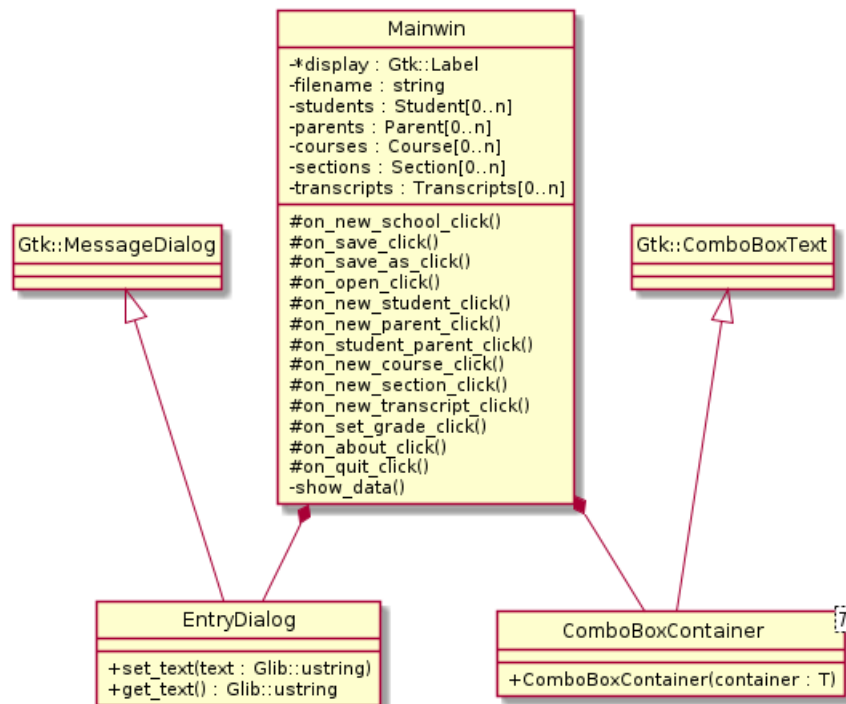 Mainwin
-*display : Gtk::Label
-filename : string
-students : Student[0..n]
-parents : Parent[0..n]
-courses : Course[0..n]
-sections : Section[0..n]
-transcripts : Transcripts[0..n]
#on_new_school_click()
#on_save_click()
#on_save_as_click()
#on_open_click()
#on_new_student_click()
#on_new_parent_click()
#on_student_parent_click()
#on_new_course_click()
#on_new_section_click()
#on_new_transcript_click()
#on_set_grade_click()
#on_about_click()
#on_quit_click()
-show_data()
Gtk::MessageDialog
Gtk::ComboBoxText
EntryDialog
+set_text(text : Glib::ustring)
+get_text() : Glib::ustring
T
ComboBoxContainer
+ComboBoxContainer(container : T)